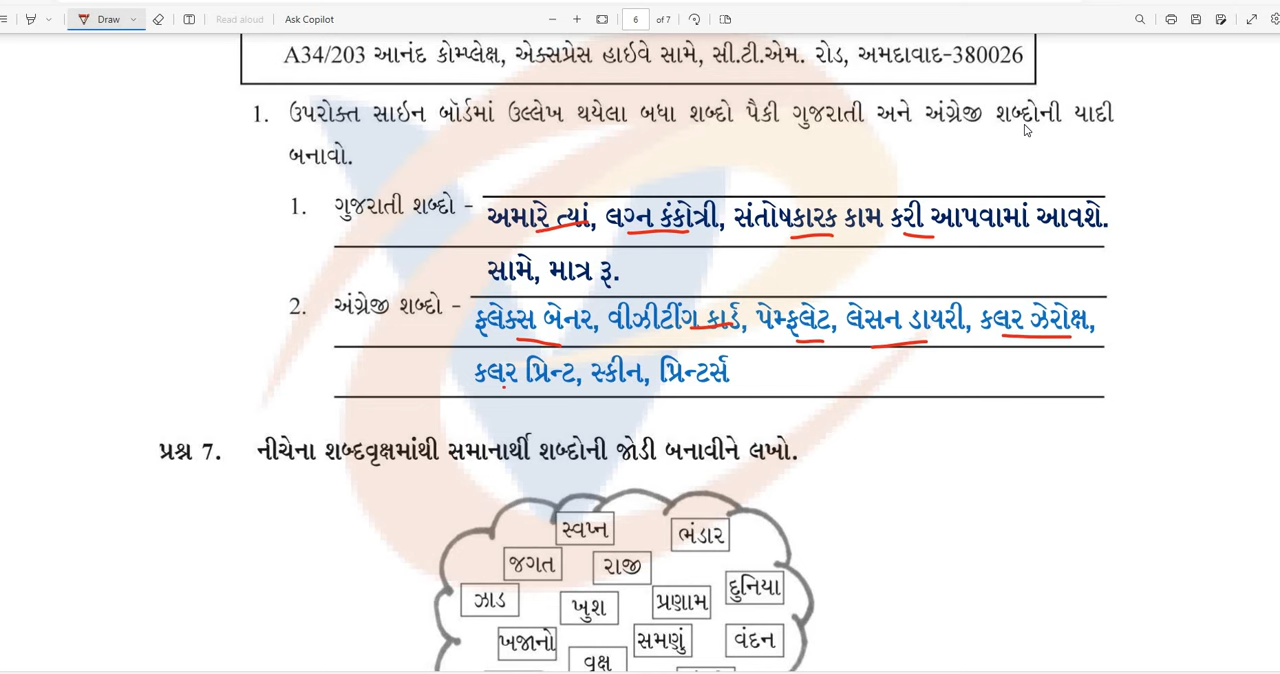 Draw
Read aloud
Ask Copilot
6 of 7
A34/203 આનંદ કોમ્પ્લેક્ષ, એક્સપ્રેસ હાઇવે સામે, સી.ટી.એમ. રોડ, અમદાવાદ-380026
1. ઉપરોક્ત સાઇન બૉર્ડમાં ઉલ્લેખ થયેલા બધા શબ્દો પૈકી ગુજરાતી અને અંગ્રેજી શબ્દોની યાદી
બનાવો.
1. ગુજરાતી શબ્દો - અમારે ત્યાં, લગ્ન કંકોત્રી, સંતોષકારક કામ કરી આપવામાં આવશે.
સામે, માત્ર રૂ.
2. અંગ્રેજી શબ્દો - ફ્લેક્સ બેનર, વીઝીટીંગ કાર્ડ, પેમ્ફલેટ, લેસન ડાયરી, કલર ઝેરોક્ષ,
કલર પ્રિન્ટ, સ્કીન, પ્રિન્ટર્સ
પ્રશ્ન 7. નીચેના શબ્દવૃક્ષમાંથી સમાનાર્થી શબ્દોની જોડી બનાવીને લખો.
સ્વપ્ન ભંડાર
જગત રાજી
ઝાડ ખુશ પ્રણામ દુનિયા
ખજાનો સમણું વંદન
વૃક્ષ